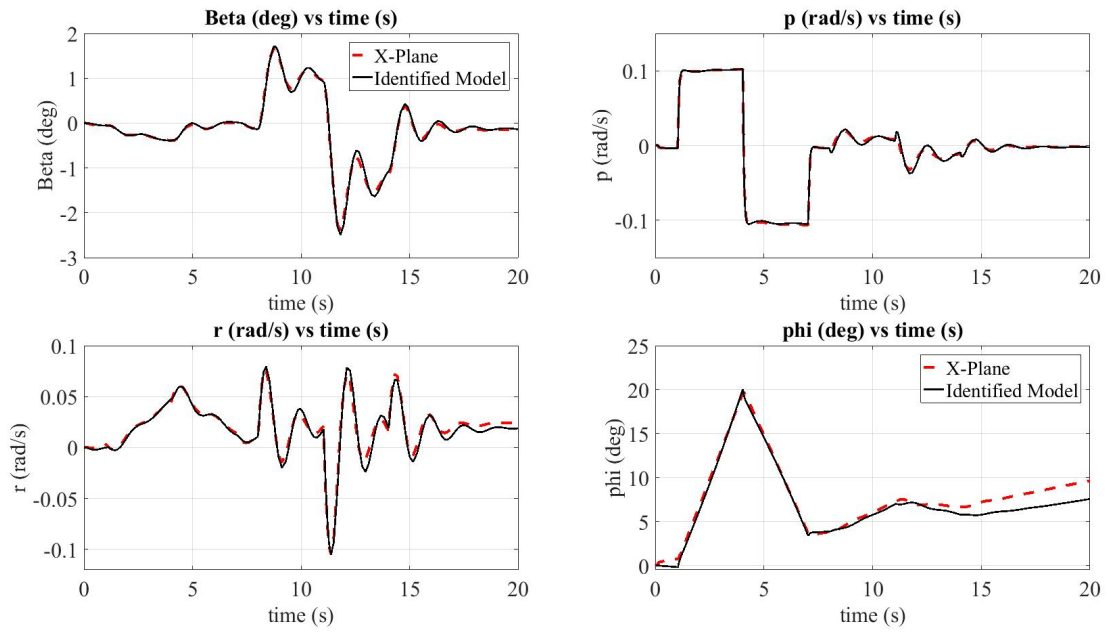 Beta (deg) vs time (s)
2
1
0
-1
-2
-3
Beta (deg)
X-Plane
Identified Model
0 5 10 15 20
time (s)
p (rad/s) vs time (s)
0.1
0
-0.1
p (rad/s)
0 5 10 15 20
time (s)
r (rad/s) vs time (s)
0.1
0.05
0
-0.05
-0.1
r (rad/s)
0 5 10 15 20
time (s)
phi (deg) vs time (s)
25
20
15
10
5
0
phi (deg)
X-Plane
Identified Model
0 5 10 15 20
time (s)